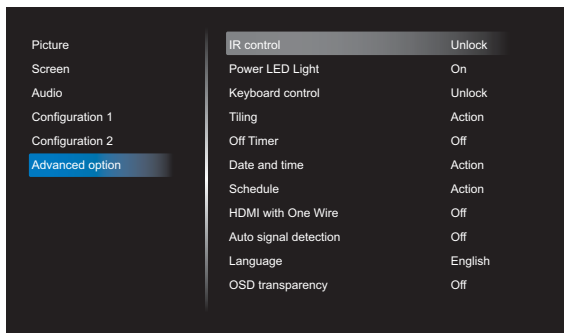 Picture
Screen
Audio
Configuration 1
Configuration 2
Advanced option
IR control Unlock
Power LED Light On
Keyboard control Unlock
Tiling Action
Off Timer Off
Date and time Action
Schedule Action
HDMI with One Wire Off
Auto signal detection Off
Language English
OSD transparency Off